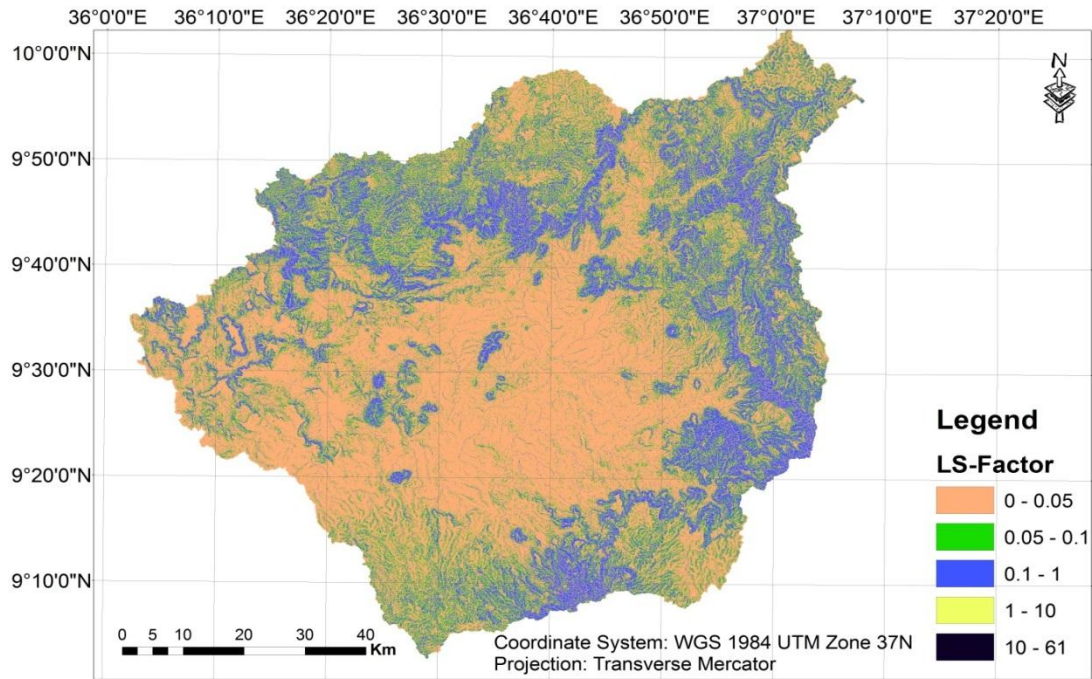 36°0'0"E 36°10'0"E 36°20'0"E 36°30'0"E 36°40'0"E 36°50'0"E 37°0'0"E 37°10'0"E 37°20'0"E
10°0'0"N
N
9°50'0"N
9°40'0"N
9°30'0"N
9°20'0"N
9°10'0"N
Legend
LS-Factor
0 - 0.05
0.05 - 0.1
0.1 - 1
1 - 10
10 - 61
0 5 10 20 30 40
Km
Coordinate System: WGS 1984 UTM Zone 37N
Projection: Transverse Mercator